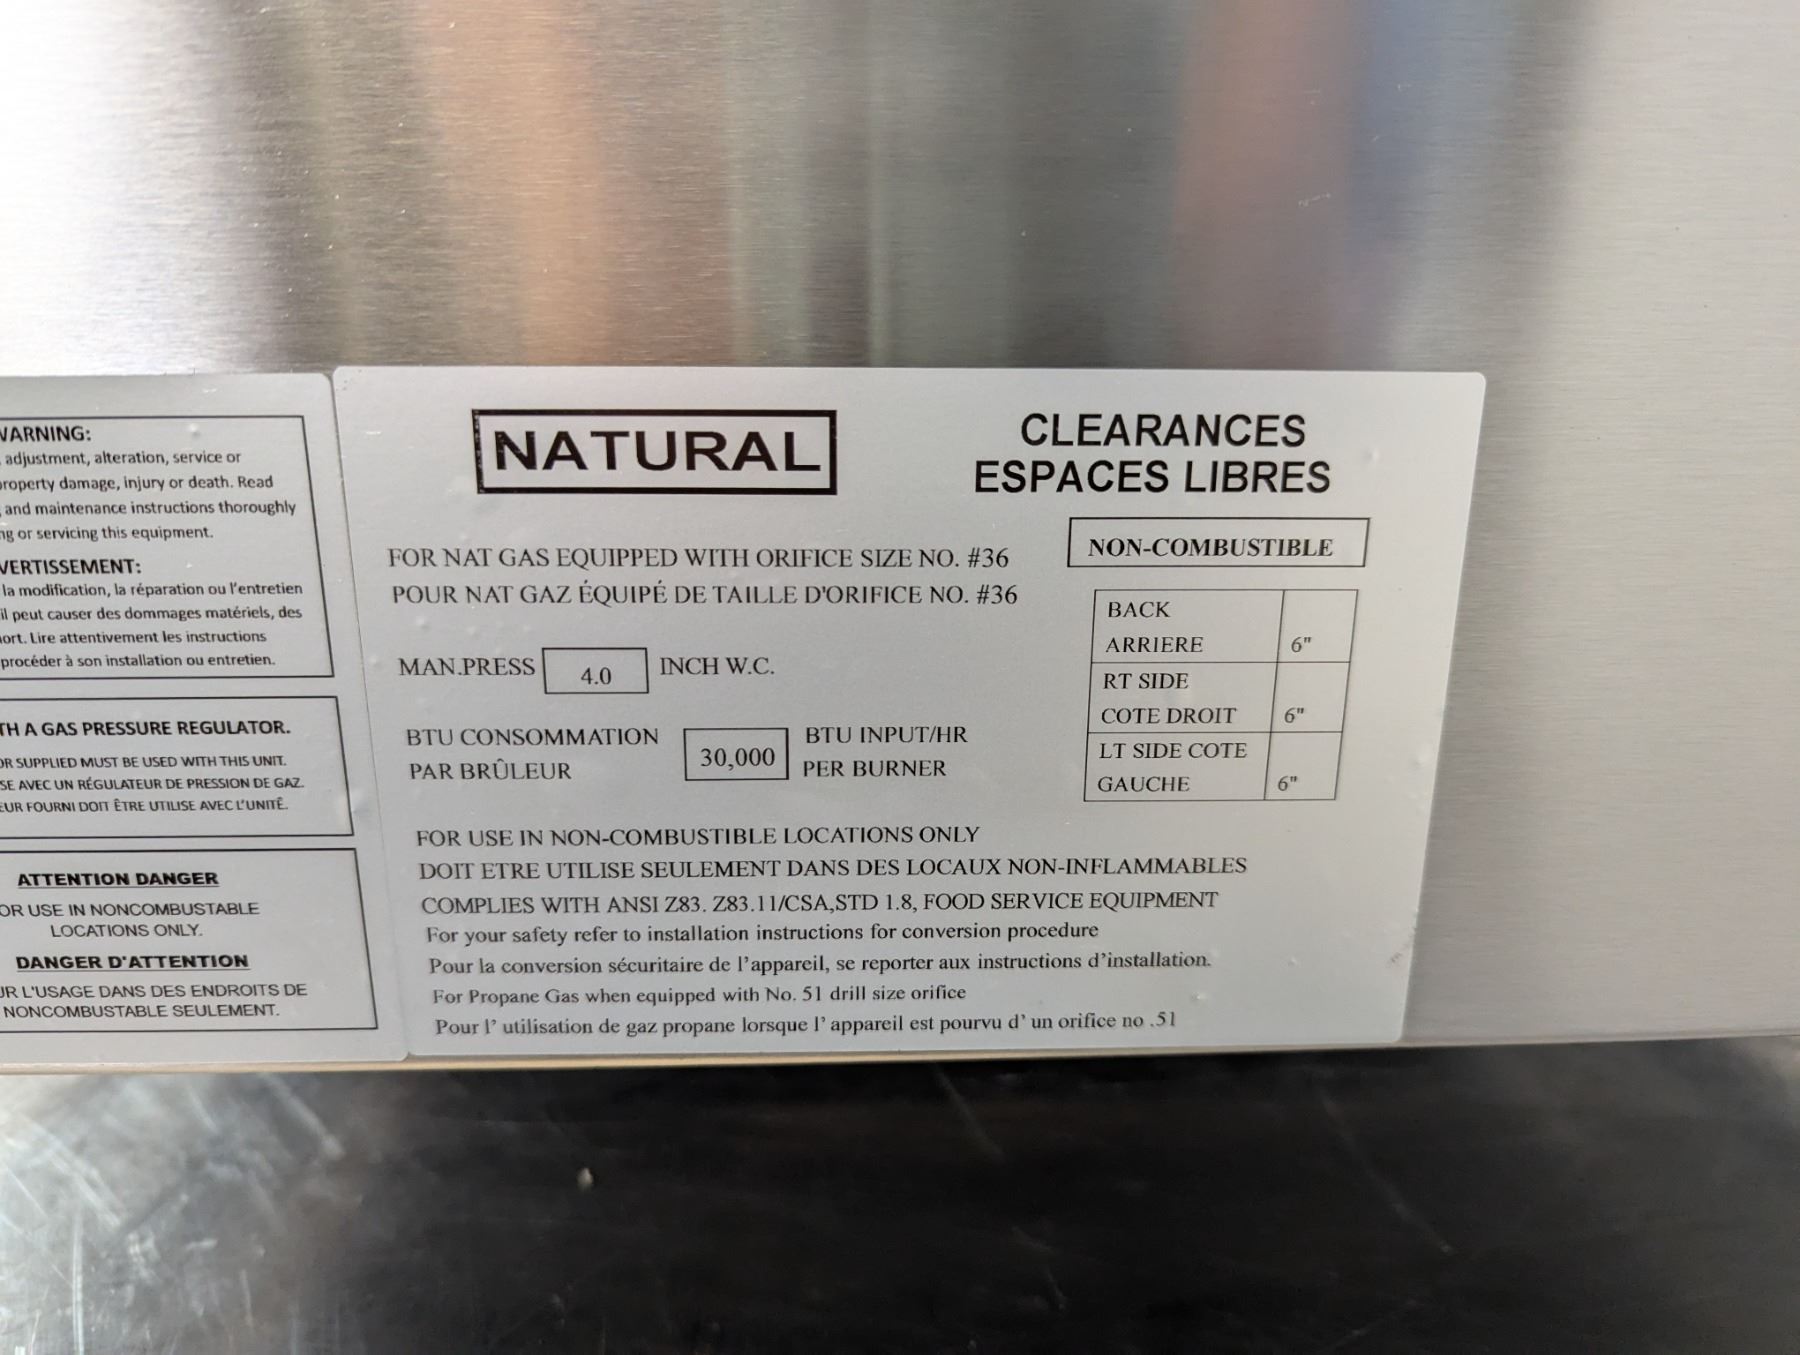 WARNING:
adjustment, alteration, service or
property damage, injury or death. Read
and maintenance instructions thoroughly
or servicing this equipment.
VERTISSEMENT:
la modification, la réparation ou l'entretien
il peut causer des dommages matériels, des
ort. Lire attentivement les instructions
procéder à son installation ou entretien.
TH A GAS PRESSURE REGULATOR.
OR SUPPLIED MUST BE USED WITH THIS UNIT.
SE AVEC UN RÉGULATEUR DE PRESSION DE GAZ.
EUR FOURNI DOIT ÊTRE UTILISE AVEC L'UNITÊ.
ATTENTION DANGER
OR USE IN NONCOMBUSTABLE
LOCATIONS ONLY.
DANGER D'ATTENTION
UR L'USAGE DANS DES ENDROITS DE
NONCOMBUSTABLE SEULEMENT.
NATURAL
FOR NAT GAS EQUIPPED WITH ORIFICE SIZE NO. #36
POUR NAT GAZ ÉQUIPÉ DE TAILLE D'ORIFICE NO. #36
MAN.PRESS 4.0 INCH W.C.
BTU CONSOMMATION
PAR BRÛLEUR
30,000
BTU INPUT/HR
PER BURNER
CLEARANCES
ESPACES LIBRES
NON-COMBUSTIBLE
BACK
ARRIERE 6"
RT SIDE
COTE DROIT 6"
LT SIDE COTE
GAUCHE 6"
FOR USE IN NON-COMBUSTIBLE LOCATIONS ONLY
DOIT ETRE UTILISE SEULEMENT DANS DES LOCAUX NON-INFLAMMABLES
COMPLIES WITH ANSI Z83. Z83.11/CSA,STD 1.8, FOOD SERVICE EQUIPMENT
For your safety refer to installation instructions for conversion procedure
Pour la conversion sécuritaire de l'appareil, se reporter aux instructions d'installation.
For Propane Gas when equipped with No. 51 drill size orifice
Pour l' utilisation de gaz propane lorsque l' appareil est pourvu d' un orifice no .51